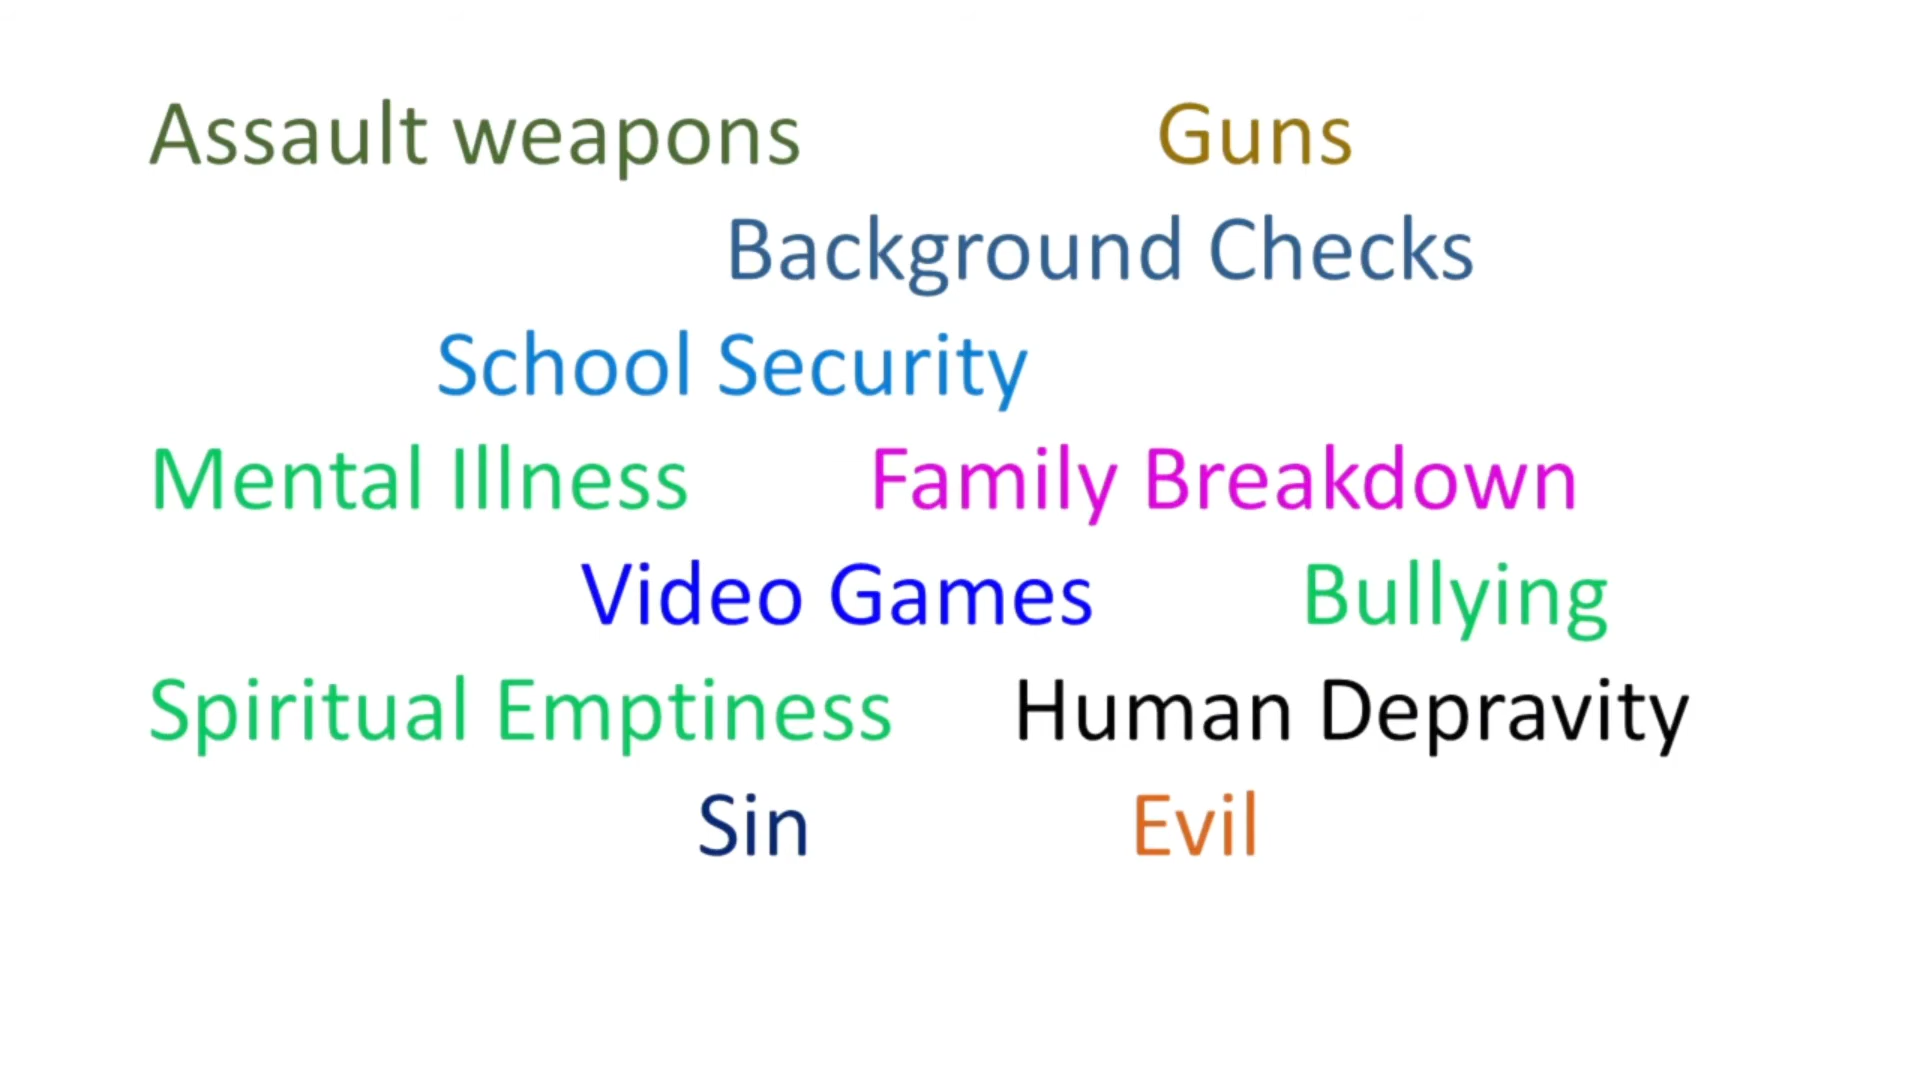 Assault weapons Guns
Background Checks
School Security
Mental Illness Family Breakdown
Video Games Bullying
Spiritual Emptiness Human Depravity
Sin Evil